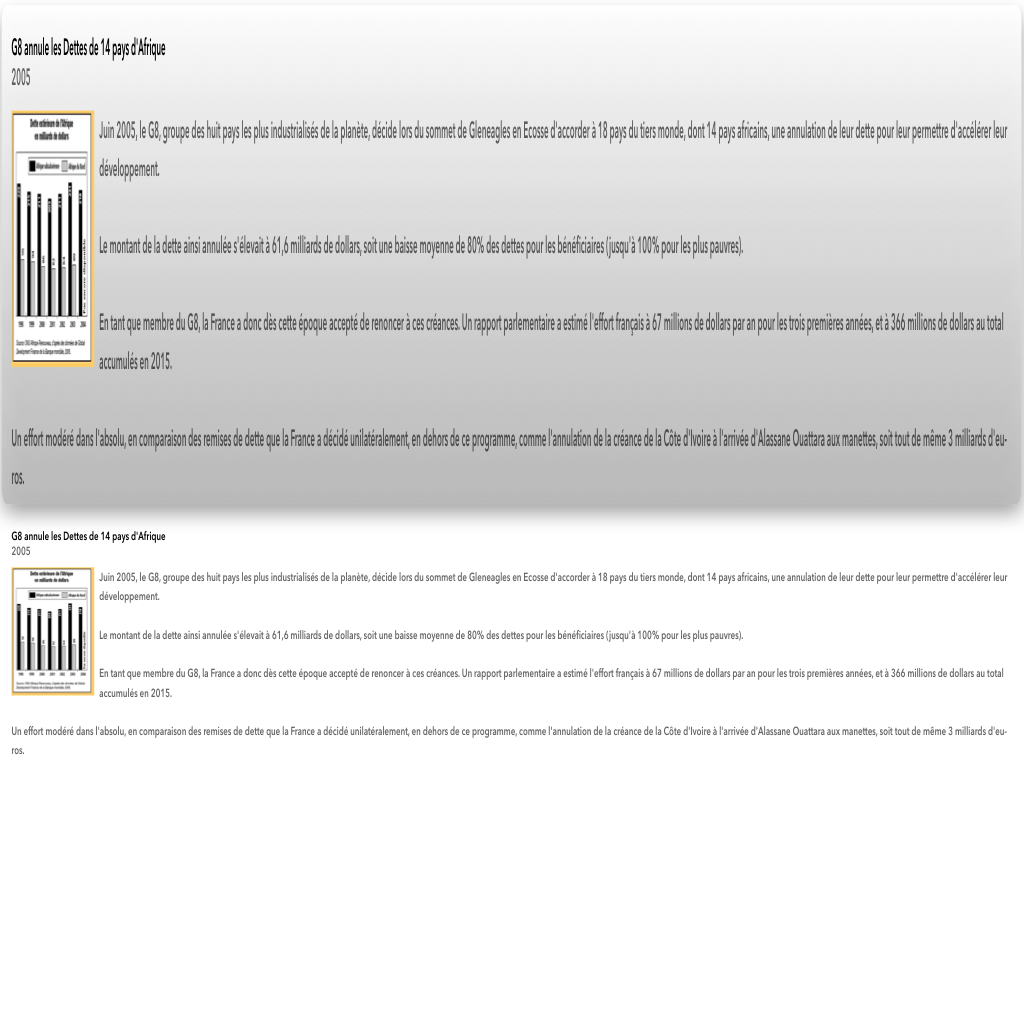 G8 annule les Dettes de 14 pays d'Afrique
2005
Dette extérieure de l'Afrique
en milliards de dollars
Afrique subsaharienne Afrique du Nord
1998 1999 2000 2001 2002 2003 2004
Juin 2005, le G8, groupe des huit pays les plus industrialisés de la planète, décide lors du sommet de Gleneagles en Ecosse d'accorder à 18 pays du tiers monde, dont 14 pays africains, une annulation de leur dette pour leur permettre d'accélérer leur
développement.
Le montant de la dette ainsi annulée s'élevait à 61,6 milliards de dollars, soit une baisse moyenne de 80% des dettes pour les bénéficiaires (jusqu'à 100% pour les plus pauvres).
En tant que membre du G8, la France a donc dès cette époque accepté de renoncer à ces créances. Un rapport parlementaire a estimé l'effort français à 67 millions de dollars par an pour les trois premières années, et à 366 millions de dollars au total
accumulés en 2015.
Un effort modéré dans l'absolu, en comparaison des remises de dette que la France a décidé unilatéralement, en dehors de ce programme, comme l'annulation de la créance de la Côte d'Ivoire à l'arrivée d'Alassane Ouattara aux manettes, soit tout de même 3 milliards d'eu-
ros.
G8 annule les Dettes de 14 pays d'Afrique
2005
Dette extérieure de l'Afrique
en milliards de dollars
Juin 2005, le G8, groupe des huit pays les plus industrialisés de la planète, décide lors du sommet de Gleneagles en Ecosse d'accorder à 18 pays du tiers monde, dont 14 pays africains, une annulation de leur dette pour leur permettre d'accélérer leur
développement.
Le montant de la dette ainsi annulée s'élevait à 61,6 milliards de dollars, soit une baisse moyenne de 80% des dettes pour les bénéficiaires (jusqu'à 100% pour les plus pauvres).
En tant que membre du G8, la France a donc dès cette époque accepté de renoncer à ces créances. Un rapport parlementaire a estimé l'effort français à 67 millions de dollars par an pour les trois premières années, et à 366 millions de dollars au total
accumulés en 2015.
Un effort modéré dans l'absolu, en comparaison des remises de dette que la France a décidé unilatéralement, en dehors de ce programme, comme l'annulation de la créance de la Côte d'Ivoire à l'arrivée d'Alassane Ouattara aux manettes, soit tout de même 3 milliards d'eu-
ros.